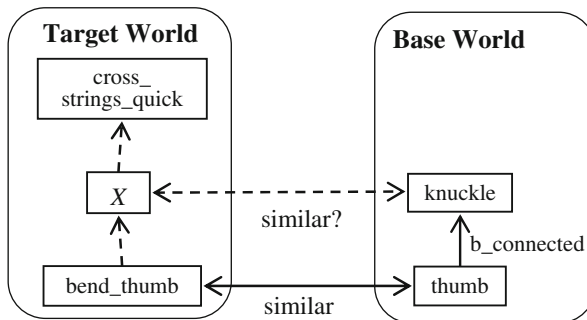 Target World
Base World
cross_
strings_quick
X
knuckle
similar?
b_connected
bend_thumb
thumb
similar